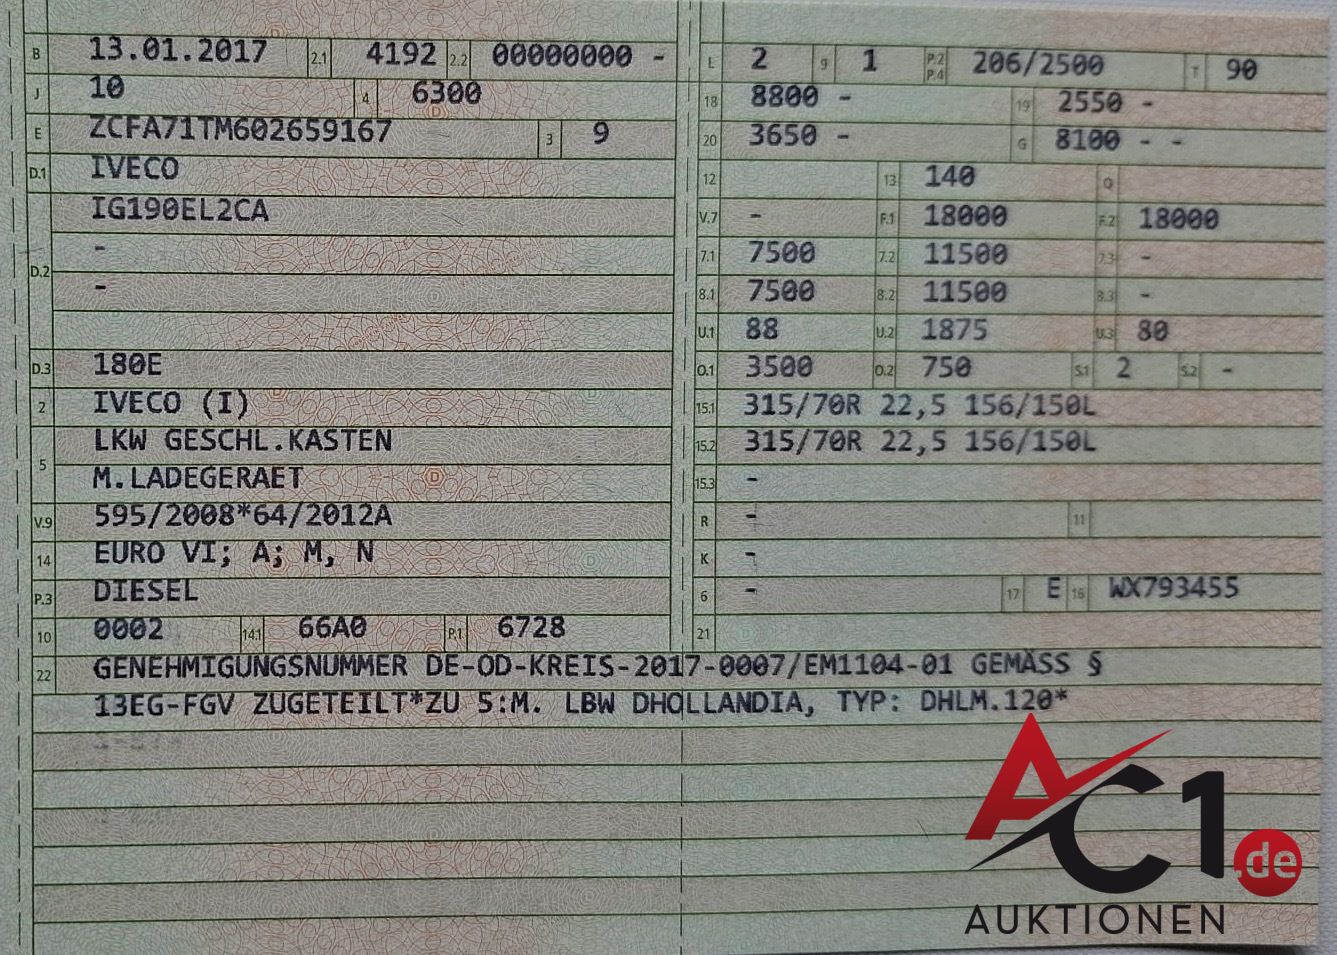 B 13.01.2017 2.1 4192 2.2 00000000 -
J 10 4 6300
E ZCFA71TM602659167 3 9
D.1 IVECO
IG190EL2CA
-
D.2
-
D.3 180E
2 IVECO (I)
5 LKW GESCHL.KASTEN
M.LADEGERAET
V.9 595/2008*64/2012A
14 EURO VI; A; M, N
P.3 DIESEL
10 0002 14.1 66A0 P.1 6728
L 2 9 1 P.2 P.4 206/2500 T 90
18 8800 - 19 2550 -
20 3650 - G 8100 - -
12 13 140 Q
V.7 - F.1 18000 F.2 18000
7.1 7500 7.2 11500 7.3 -
8.1 7500 8.2 11500 8.3 -
U.1 88 U.2 1875 U.3 80
O.1 3500 O.2 750 S.1 2 S.2 -
15.1 315/70R 22,5 156/150L
15.2 315/70R 22,5 156/150L
15.3 -
R - 11
K -
6 - 17 E 16 WX793455
21
22 GENEHMIGUNGSNUMMER DE-OD-KREIS-2017-0007/EM1104-01 GEMÄSS §
13EG-FGV ZUGETEILT*ZU 5:M. LBW DHOLLANDIA, TYP: DHLM.120*
AC1.de
AUKTIONEN